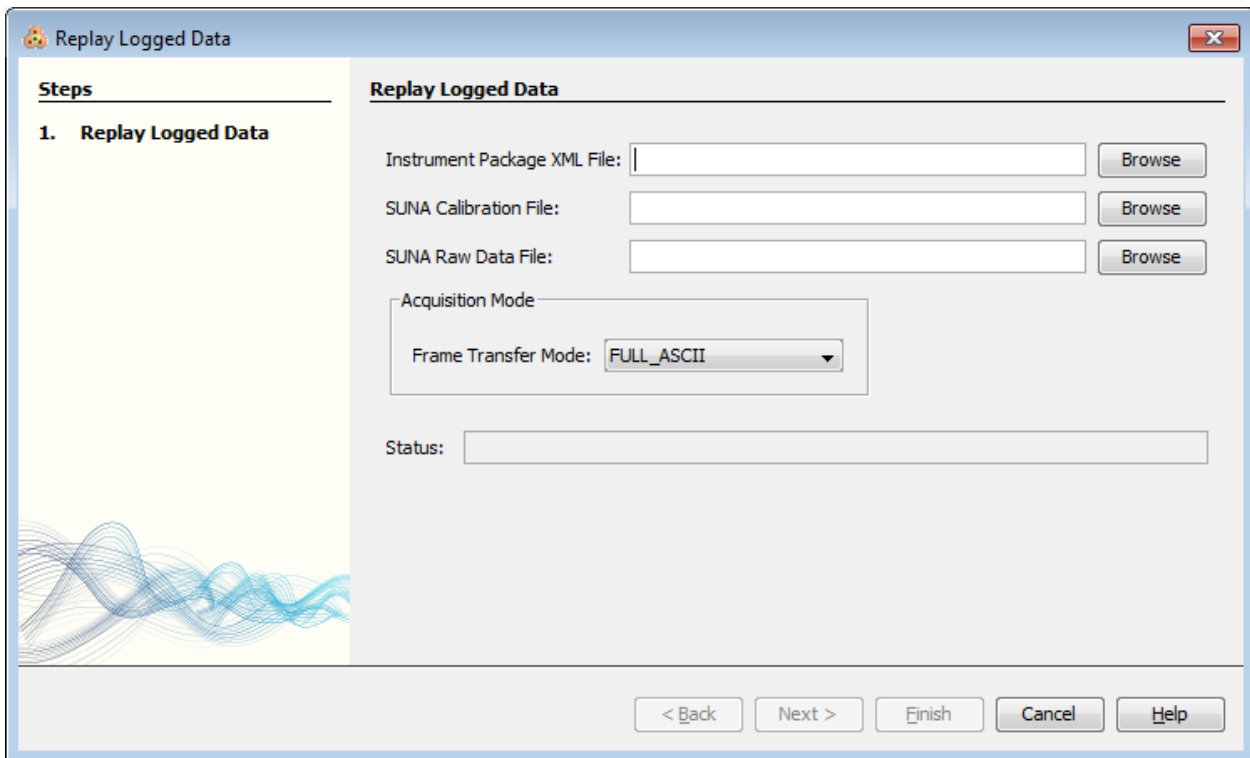 Replay Logged Data
Steps
1. Replay Logged Data
Replay Logged Data
Instrument Package XML File:
Browse
SUNA Calibration File:
Browse
SUNA Raw Data File:
Browse
Acquisition Mode
Frame Transfer Mode: FULL_ASCII
Status:
< Back
Next >
Finish
Cancel
Help